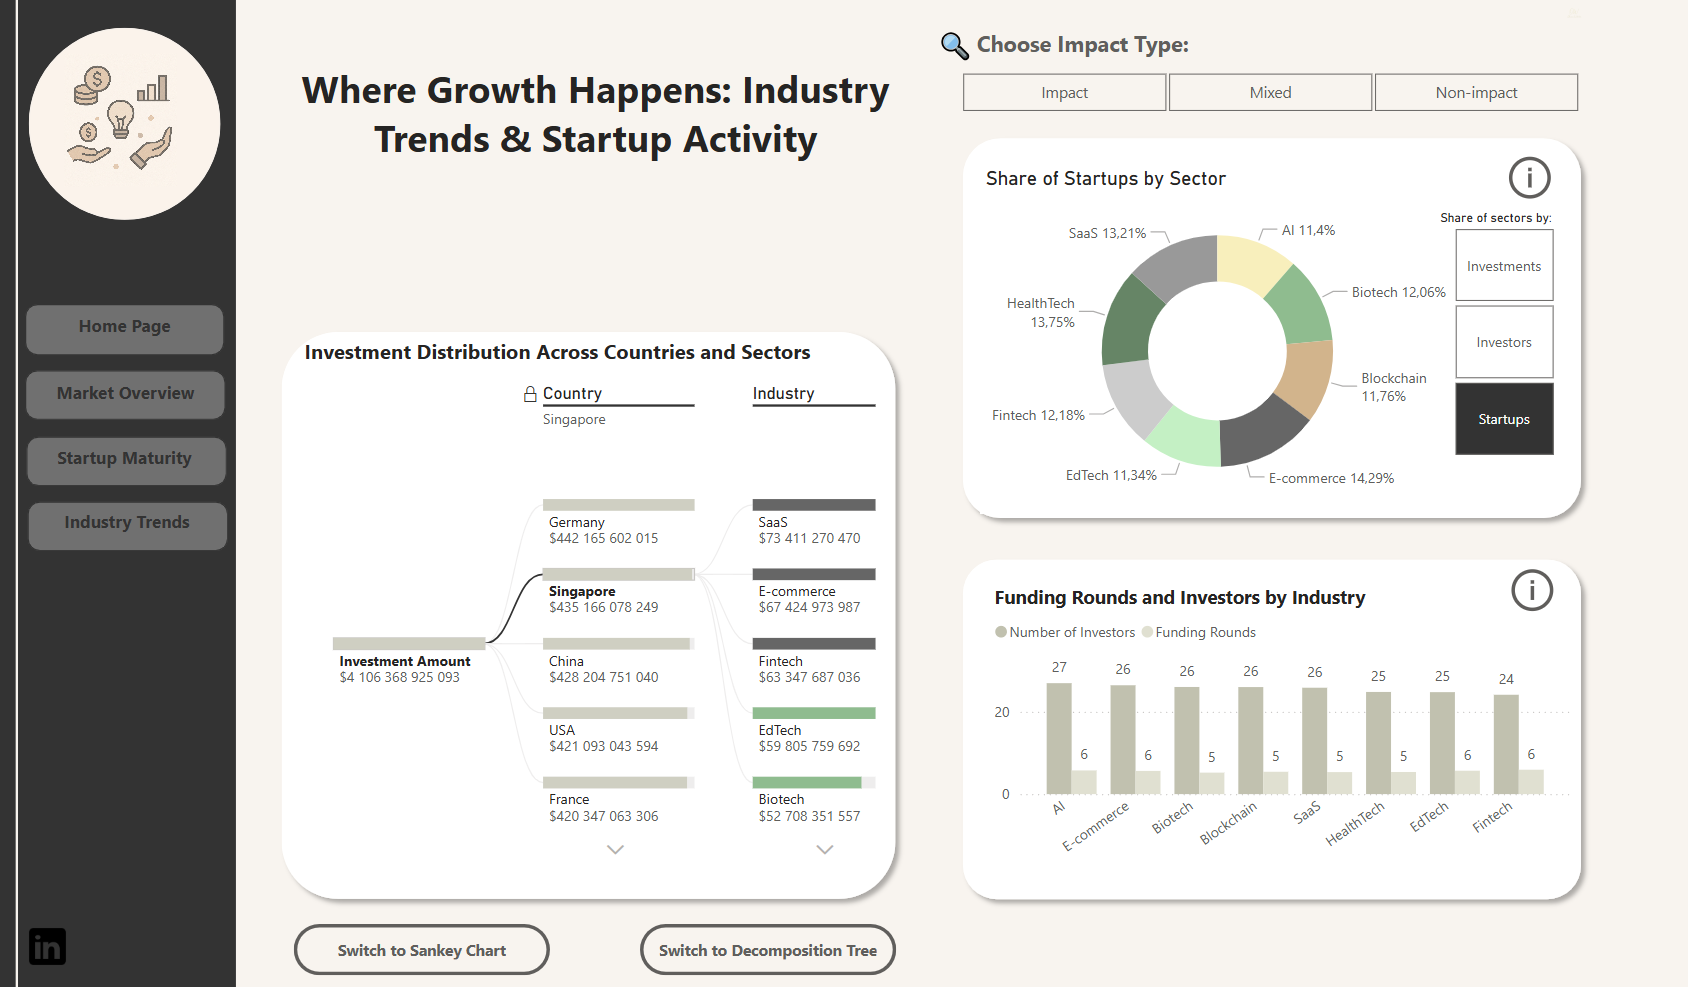 Where Growth Happens: Industry
Trends & Startup Activity
Choose Impact Type:
Impact
Mixed
Non-impact
Home Page
Market Overview
Startup Maturity
Industry Trends
in
Investment Distribution Across Countries and Sectors
Country
Industry
Singapore
Investment Amount
$4 106 368 925 093
Germany
$442 165 602 015
Singapore
$435 166 078 249
China
$428 204 751 040
USA
$421 093 043 594
France
$420 347 063 306
SaaS
$73 411 270 470
E-commerce
$67 424 973 987
Fintech
$63 347 687 036
EdTech
$59 805 759 692
Biotech
$52 708 351 557
Switch to Sankey Chart
Switch to Decomposition Tree
Share of Startups by Sector
i
Share of sectors by:
Investments
Investors
Startups
SaaS 13,21%
AI 11,4%
HealthTech
13,75%
Biotech 12,06%
Blockchain
11,76%
Fintech 12,18%
EdTech 11,34%
E-commerce 14,29%
Funding Rounds and Investors by Industry
i
Number of Investors
Funding Rounds
27
26
26
26
26
25
25
24
20
6
6
5
5
5
5
6
6
0
AI
E-commerce
Biotech
Blockchain
SaaS
HealthTech
EdTech
Fintech